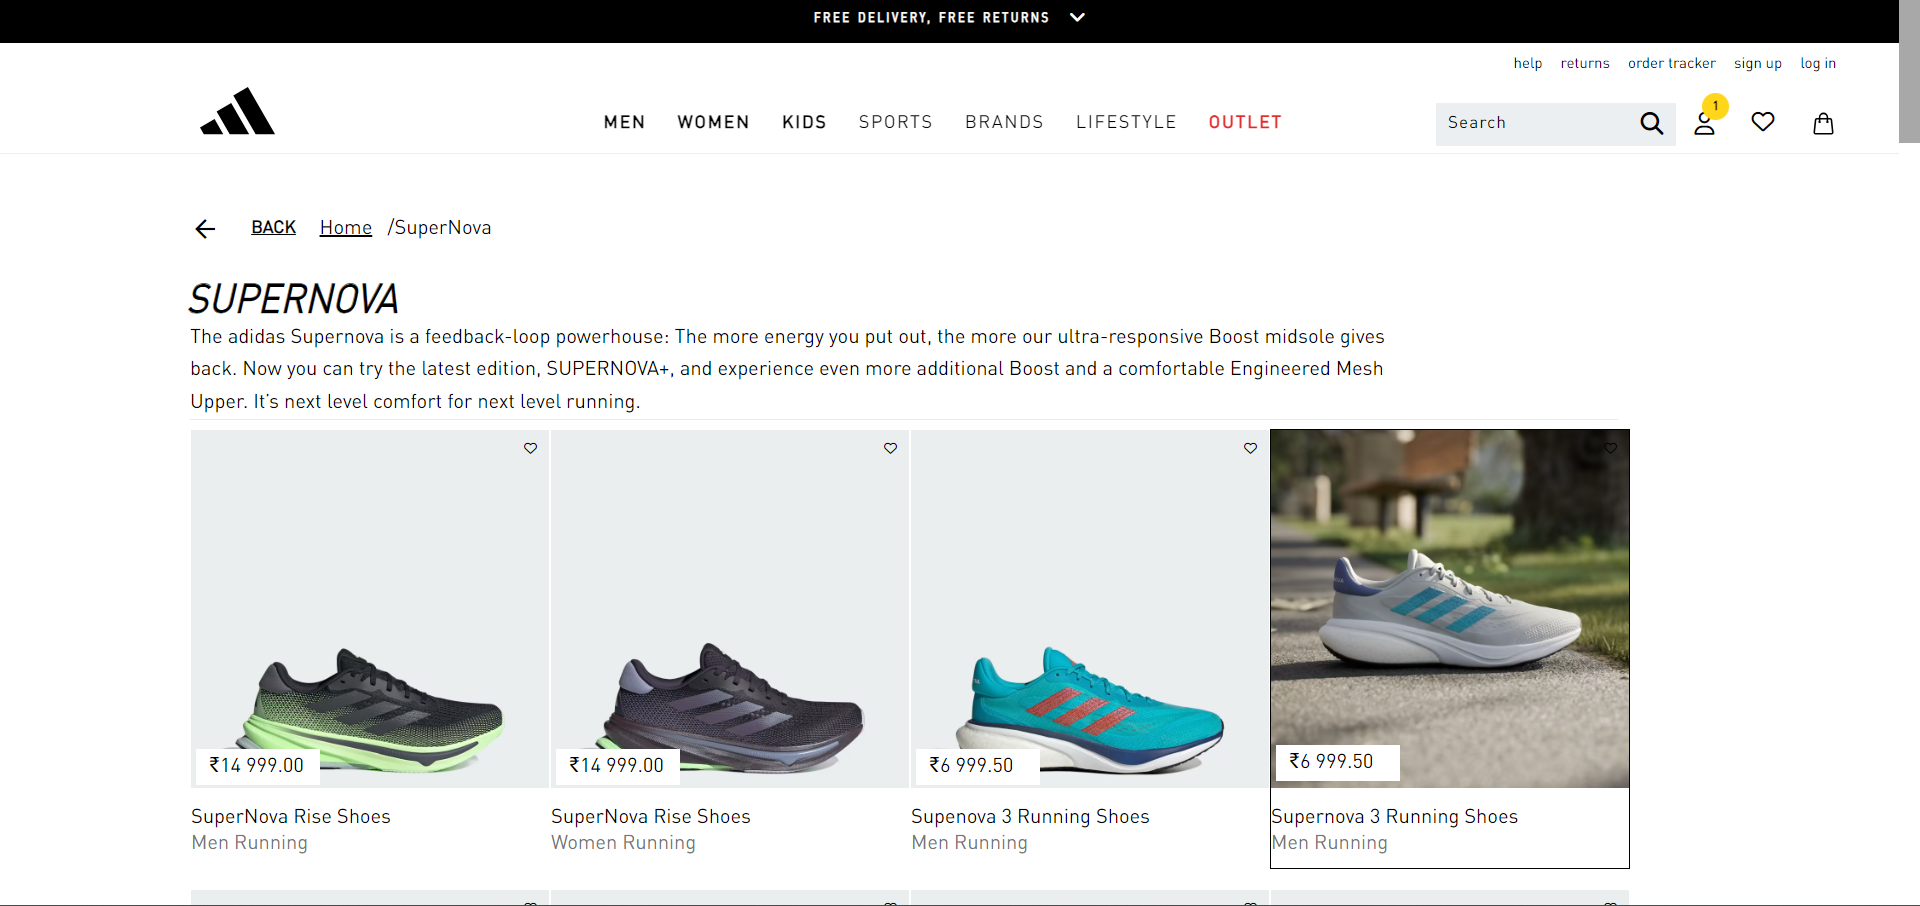 FREE DELIVERY, FREE RETURNS
help returns order tracker sign up log in
MEN WOMEN KIDS SPORTS BRANDS LIFESTYLE OUTLET
Search
1
BACK Home /SuperNova
SUPERNOVA
The adidas Supernova is a feedback-loop powerhouse: The more energy you put out, the more our ultra-responsive Boost midsole gives
back. Now you can try the latest edition, SUPERNOVA+, and experience even more additional Boost and a comfortable Engineered Mesh
Upper. It's next level comfort for next level running.
₹14 999.00
SuperNova Rise Shoes
Men Running
₹14 999.00
SuperNova Rise Shoes
Women Running
₹6 999.50
Supenova 3 Running Shoes
Men Running
₹6 999.50
Supernova 3 Running Shoes
Men Running